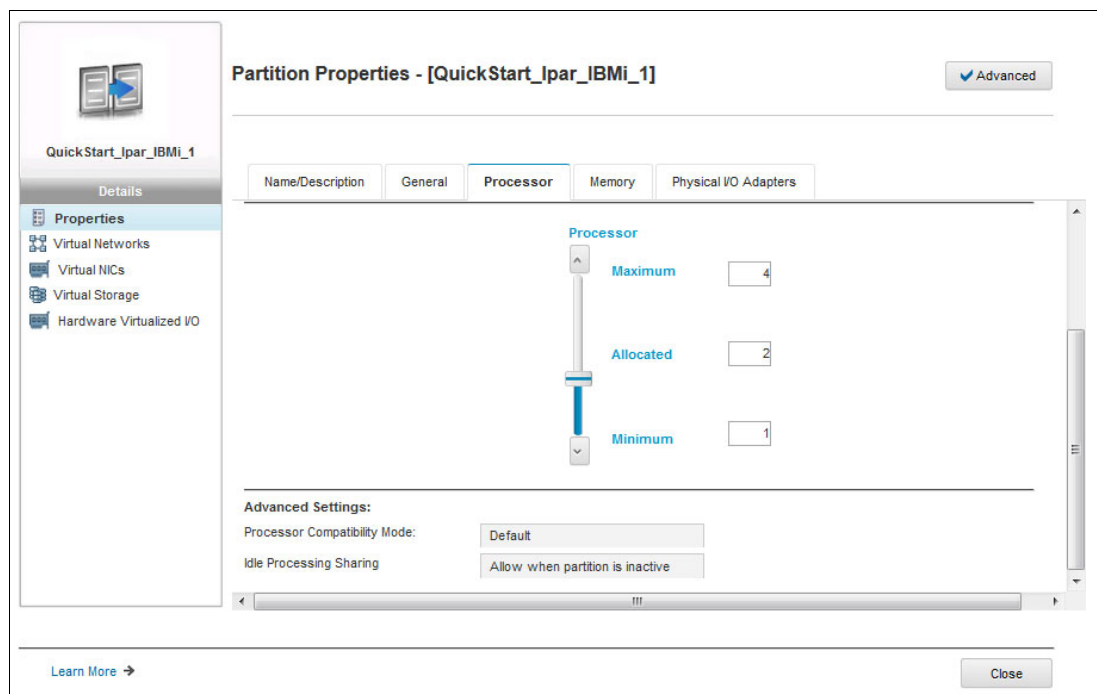 Partition Properties - [QuickStart_lpar_IBMi_1]
Advanced
QuickStart_lpar_IBMi_1
Details
Properties
Virtual Networks
Virtual NICs
Virtual Storage
Hardware Virtualized I/O
Name/Description General Processor Memory Physical I/O Adapters
Processor
Maximum 4
Allocated 2
Minimum 1
Advanced Settings:
Processor Compatibility Mode: Default
Idle Processing Sharing Allow when partition is inactive
Learn More
Close